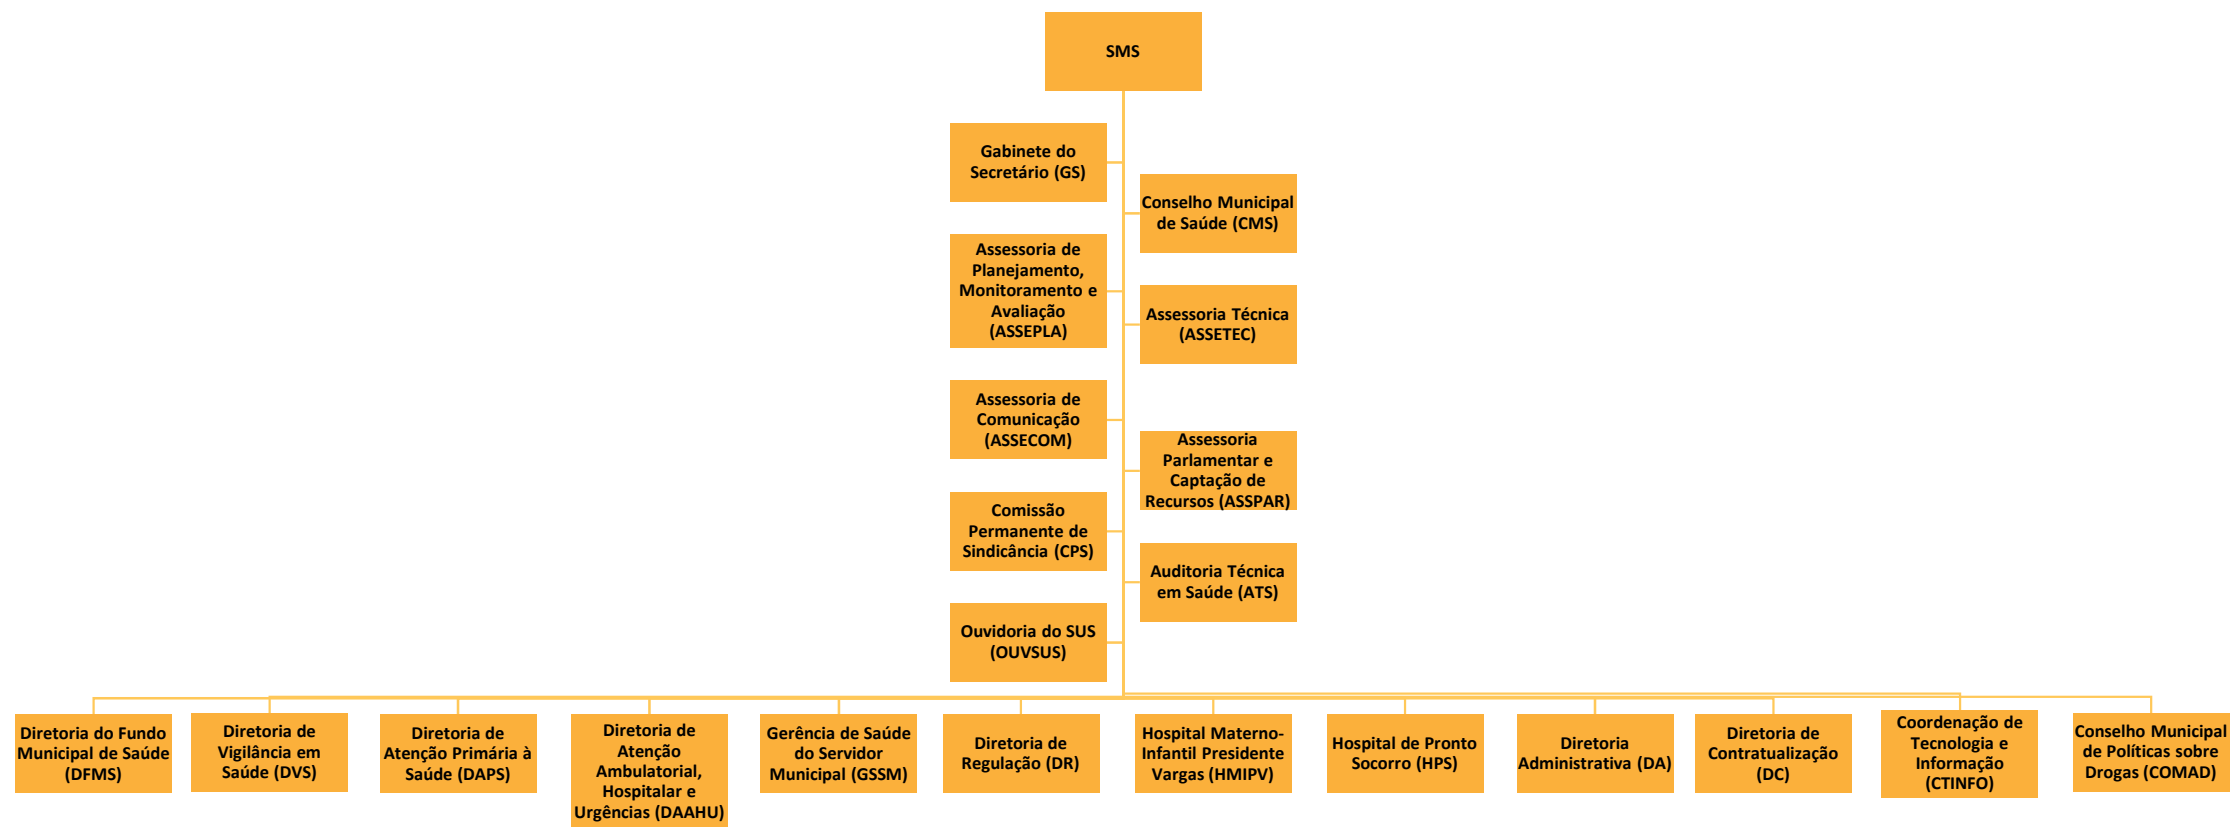 SMS
Gabinete do
Secretário (GS)
Conselho Municipal
de Saúde (CMS)
Assessoria de
Planejamento,
Monitoramento e
Avaliação
(ASSEPLA)
Assessoria Técnica
(ASSETEC)
Assessoria de
Comunicação
(ASSECOM)
Assessoria
Parlamentar e
Captação de
Recursos (ASSPAR)
Comissão
Permanente de
Sindicância (CPS)
Auditoria Técnica
em Saúde (ATS)
Ouvidoria do SUS
(OUVSUS)
Diretoria do Fundo
Municipal de Saúde
(DFMS)
Diretoria de
Vigilância em
Saúde (DVS)
Diretoria de
Atenção Primária à
Saúde (DAPS)
Diretoria de
Atenção
Ambulatorial,
Hospitalar e
Urgências (DAAHU)
Gerência de Saúde
do Servidor
Municipal (GSSM)
Diretoria de
Regulação (DR)
Hospital Materno-
Infantil Presidente
Vargas (HMIPV)
Hospital de Pronto
Socorro (HPS)
Diretoria
Administrativa (DA)
Diretoria de
Contratualização
(DC)
Coordenação de
Tecnologia e
Informação
(CTINFO)
Conselho Municipal
de Políticas sobre
Drogas (COMAD)